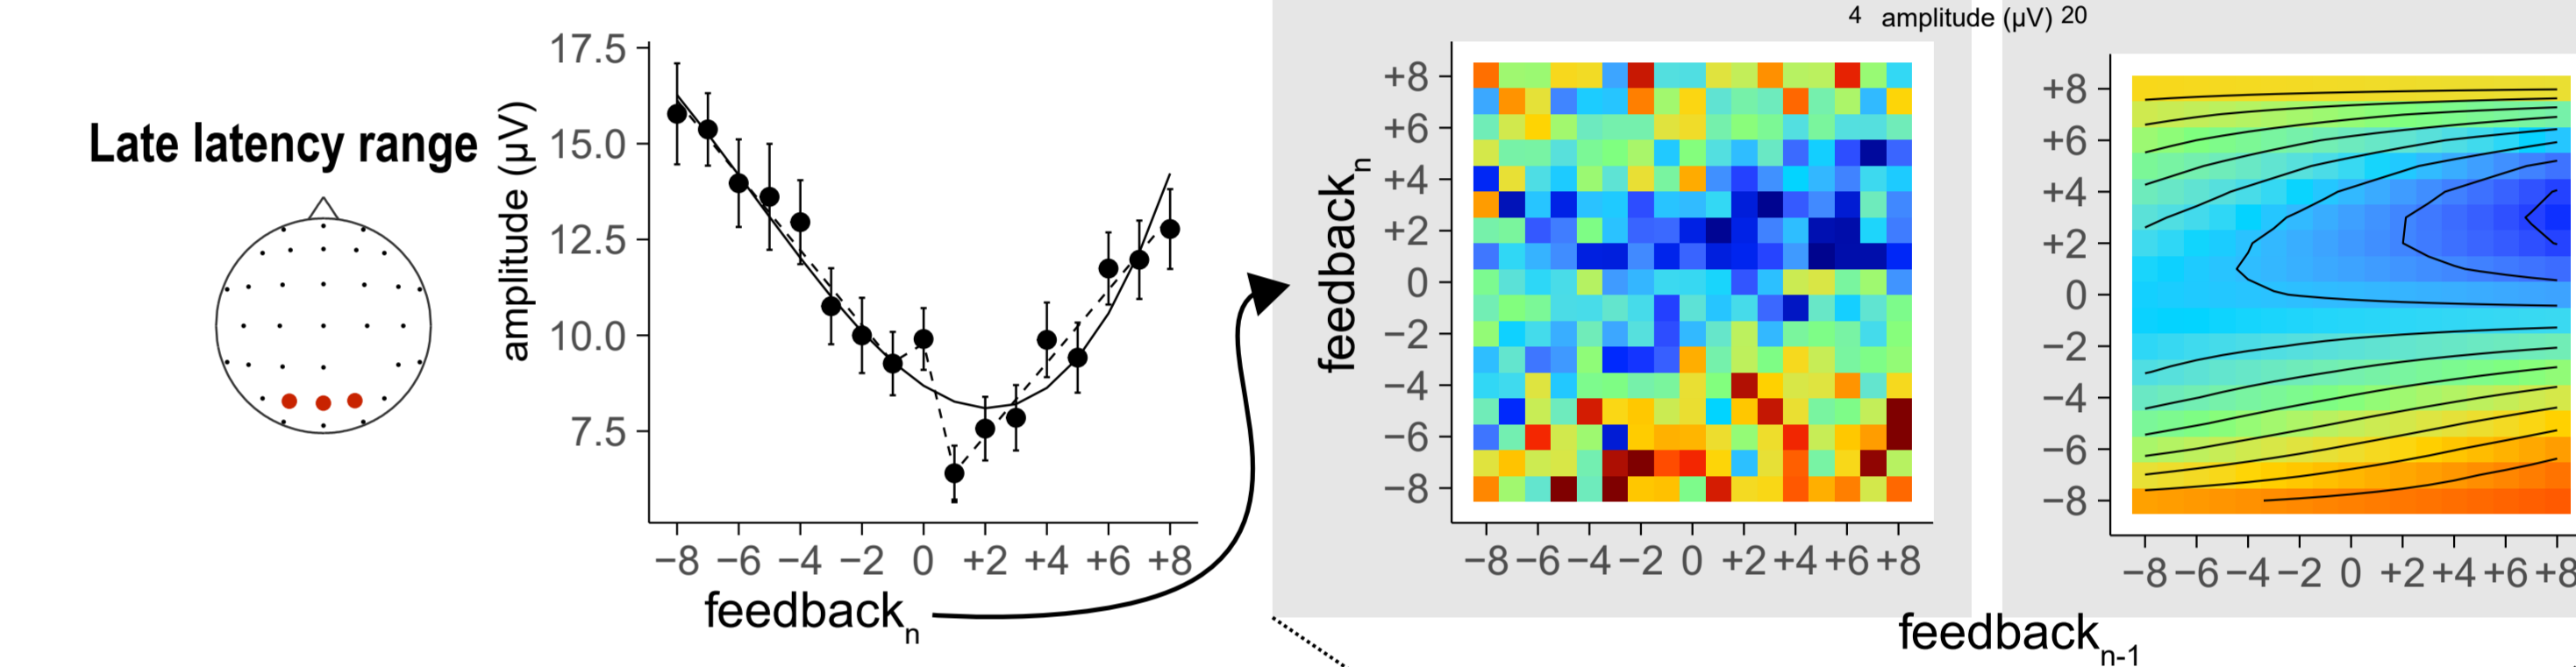 4 amplitude (µV) 20
Late latency range
amplitude (µV)
17.5
15.0
12.5
10.0
7.5
−8 −6 −4 −2 0 +2 +4 +6 +8
feedbackn
feedbackn
+8
+6
+4
+2
0
−2
−4
−6
−8
−8 −6 −4 −2 0 +2 +4 +6 +8
+8
+6
+4
+2
0
−2
−4
−6
−8
−8 −6 −4 −2 0 +2 +4 +6 +8
feedbackn-1